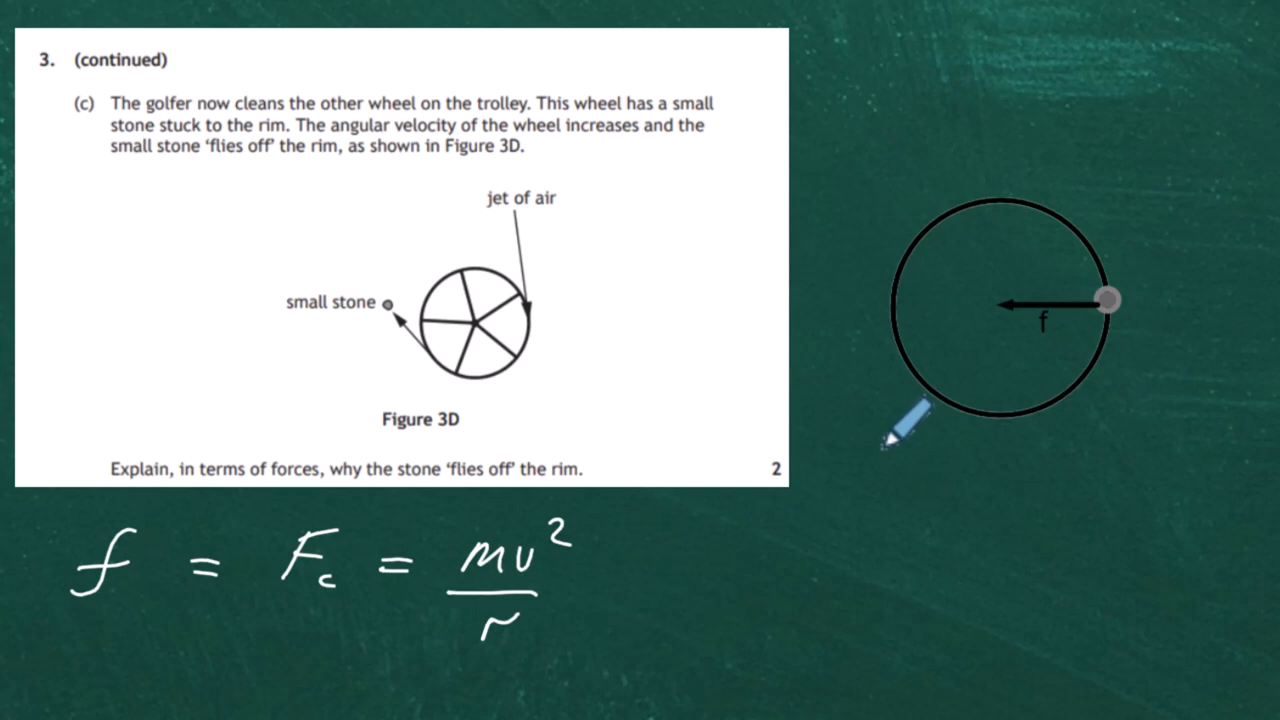 3. (continued)
(c) The golfer now cleans the other wheel on the trolley. This wheel has a small
stone stuck to the rim. The angular velocity of the wheel increases and the
small stone ‘flies off’ the rim, as shown in Figure 3D.
jet of air
small stone
Figure 3D
Explain, in terms of forces, why the stone ‘flies off’ the rim. 2
f
f = Fc = mv²
r